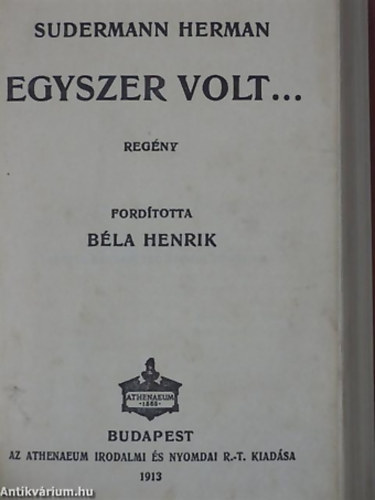 SUDERMANN HERMAN
EGYSZER VOLT...
REGÉNY
FORDÍTOTTA
BÉLA HENRIK
ATHENAEUM
BUDAPEST
AZ ATHENAEUM IRODALMI ÉS NYOMDAI R.-T. KIADÁSA
1913
Antikvárium.hu